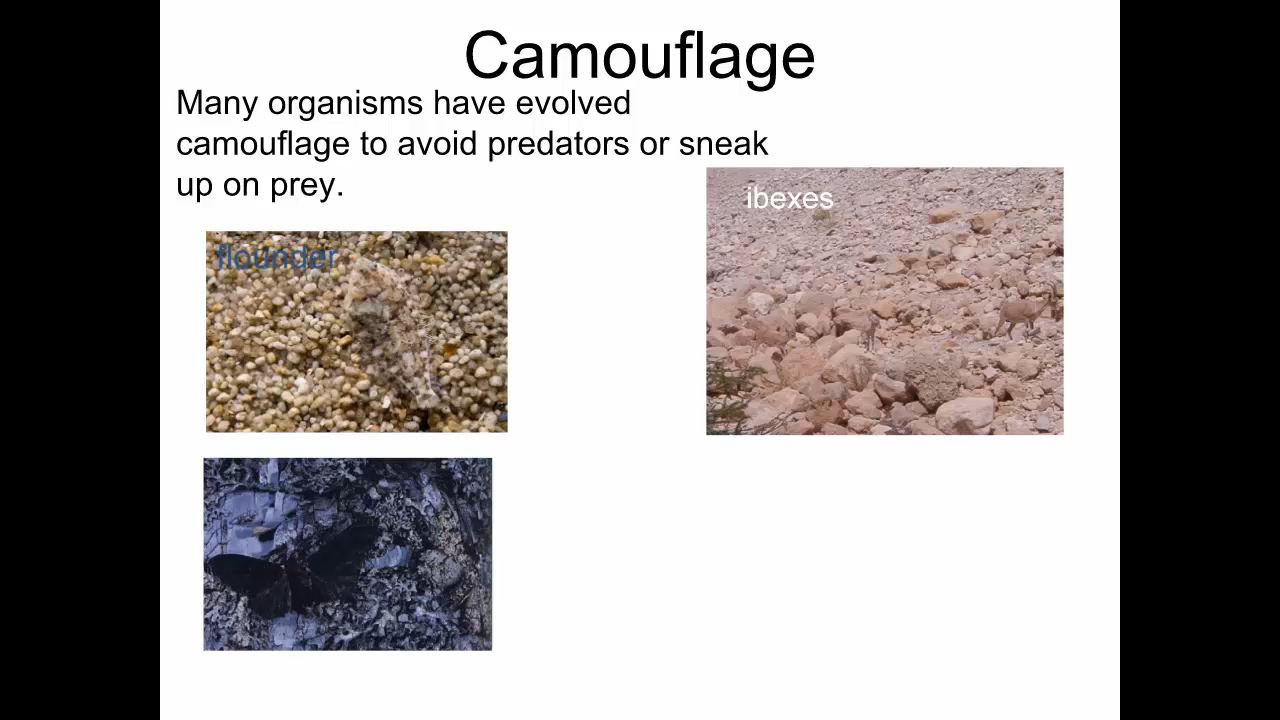 Camouflage
Many organisms have evolved
camouflage to avoid predators or sneak
up on prey.
ibexes
flounder